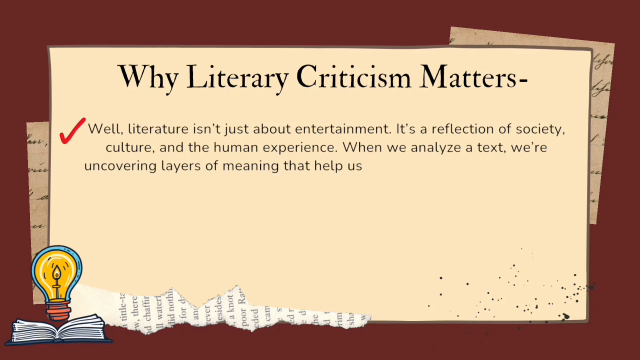 Why Literary Criticism Matters-
Well, literature isn't just about entertainment. It's a reflection of society,
culture, and the human experience. When we analyze a text, we're
uncovering layers of meaning that help us